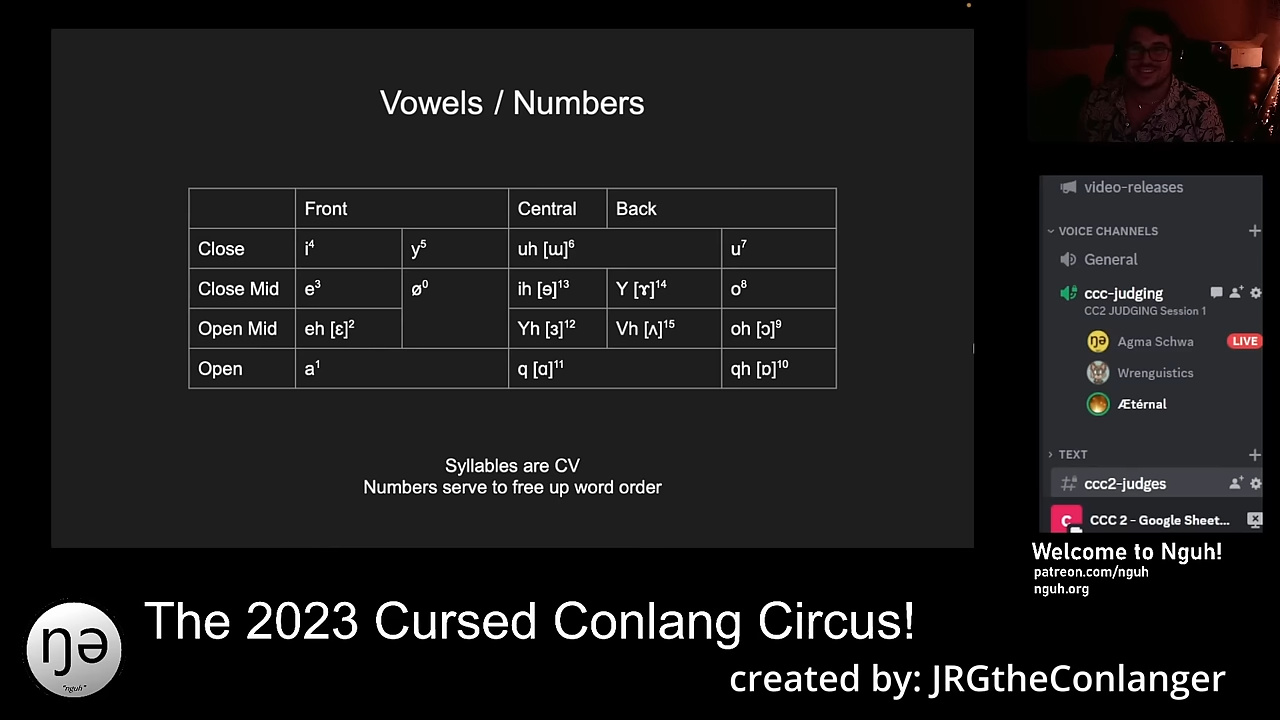 Vowels / Numbers
Front Central Back
Close i⁴ y⁵ uh [ɯ]⁶ u⁷
Close Mid e³ ø⁰ ih [ɵ]¹³ Y [ɤ]¹⁴ o⁸
Open Mid eh [ɛ]² Yh [ɜ]¹² Vh [ʌ]¹⁵ oh [ɔ]⁹
Open a¹ q [ɑ]¹¹ qh [ɒ]¹⁰
Syllables are CV
Numbers serve to free up word order
video-releases
VOICE CHANNELS
General
ccc-judging
CC2 JUDGING Session 1
ŋə Agma Schwa LIVE
Wrenguistics
Ætérnal
TEXT
ccc2-judges
C CCC 2 - Google Sheet...
Welcome to Nguh!
patreon.com/nguh
nguh.org
ŋə
"nguh"
The 2023 Cursed Conlang Circus!
created by: JRGtheConlanger